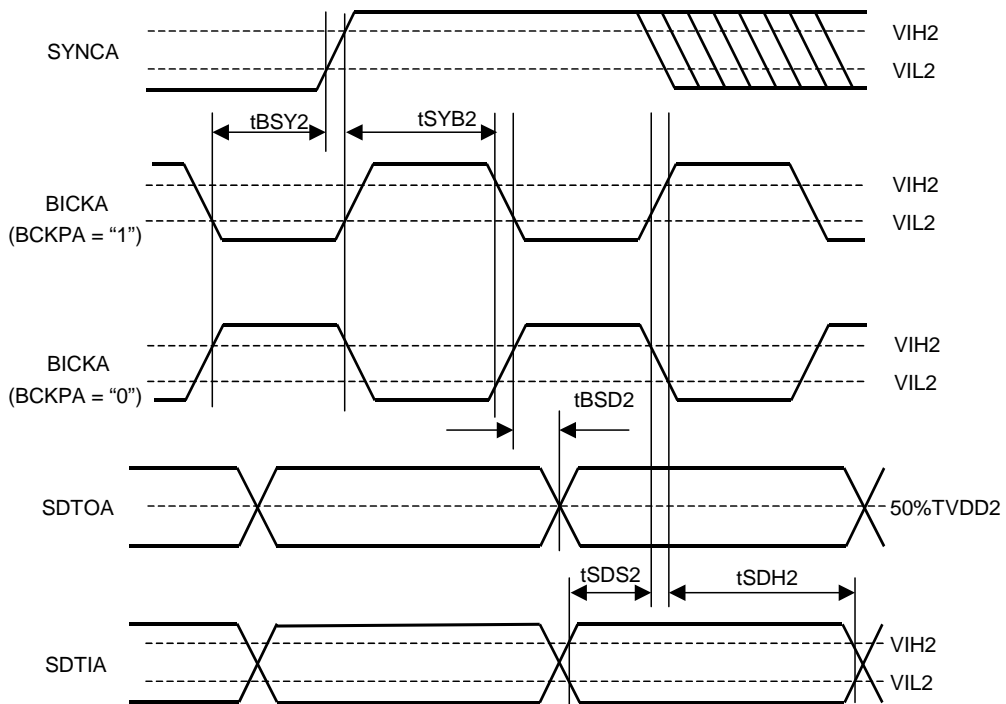 SYNCA
VIH2
VIL2
tBSY2
tSYB2
BICKA
(BCKPA = “1”)
VIH2
VIL2
BICKA
(BCKPA = “0”)
VIH2
VIL2
tBSD2
SDTOA
50%TVDD2
tSDS2
tSDH2
SDTIA
VIH2
VIL2